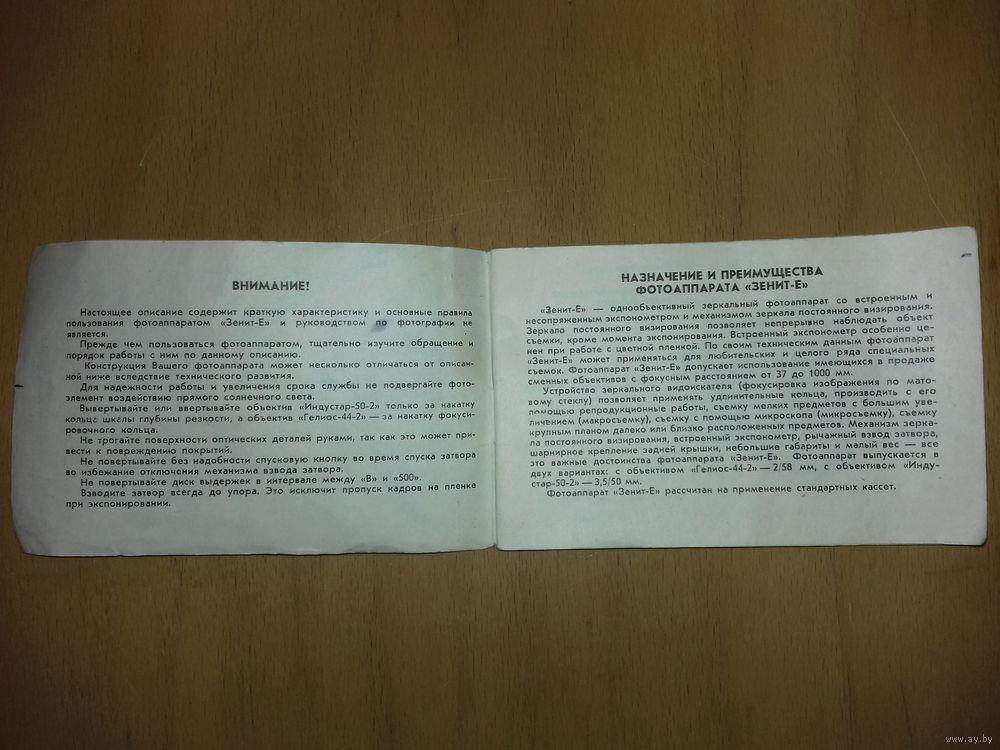 ВНИМАНИЕ!
Настоящее описание содержит краткую характеристику и основные правила
пользования фотоаппаратом «Зенит-Е» и руководством по фотографии не
является.
Прежде чем пользоваться фотоаппаратом, тщательно изучите обращение и
порядок работы с ним по данному описанию.
Конструкция Вашего фотоаппарата может несколько отличаться от описан-
ной ниже вследствие технического развития.
Для надежности работы и увеличения срока службы не подвергайте фото-
элемент воздействию прямого солнечного света.
Вывертывайте или ввертывайте объектив «Индустар-50-2» только за накатку
кольца шкалы глубины резкости, а объектив «Гелиос-44-2» — за накатку фокуси-
ровочного кольца.
Не трогайте поверхности оптических деталей руками, так как это может при-
вести к повреждению покрытий.
Не повертывайте без надобности спусковую кнопку во время спуска затвора
во избежание отключения механизма взвода затвора.
Не повертывайте диск выдержек в интервале между «В» и «500».
Взводите затвор всегда до упора. Это исключит пропуск кадров на пленке
при экспонировании.
НАЗНАЧЕНИЕ И ПРЕИМУЩЕСТВА
ФОТОАППАРАТА «ЗЕНИТ-Е»
«Зенит-Е» — однообъективный зеркальный фотоаппарат со встроенным и
несопряженным экспонометром и механизмом зеркала постоянного визирования.
Зеркало постоянного визирования позволяет непрерывно наблюдать объект
съемки, кроме момента экспонирования. Встроенный экспонометр особенно це-
нен при работе с цветной пленкой. По своим техническим данным фотоаппарат
«Зенит-Е» может применяться для любительских и целого ряда специальных
съемок. Фотоаппарат «Зенит-Е» допускает использование имеющихся в продаже
сменных объективов с фокусным расстоянием от 37 до 1000 мм.
Устройство зеркального видоискателя (фокусировка изображения по мато-
вому стеклу) позволяет применять удлинительные кольца, производить с его
помощью репродукционные работы, съемку мелких предметов с большим уве-
личением (макросъемку), съемку с помощью микроскопа (микросъемку), съемку
крупным планом далеко или близко расположенных предметов. Механизм зерка-
ла постоянного визирования, встроенный экспонометр, рычажный взвод затвора,
шарнирное крепление задней крышки, небольшие габариты и малый вес — все
это важные достоинства фотоаппарата «Зенит-Е». Фотоаппарат выпускается в
двух вариантах: с объективом «Гелиос-44-2» — 2/58 мм, с объективом «Инду-
стар-50-2» — 3,5/50 мм.
Фотоаппарат «Зенит-Е» рассчитан на применение стандартных кассет.
www.ay.by